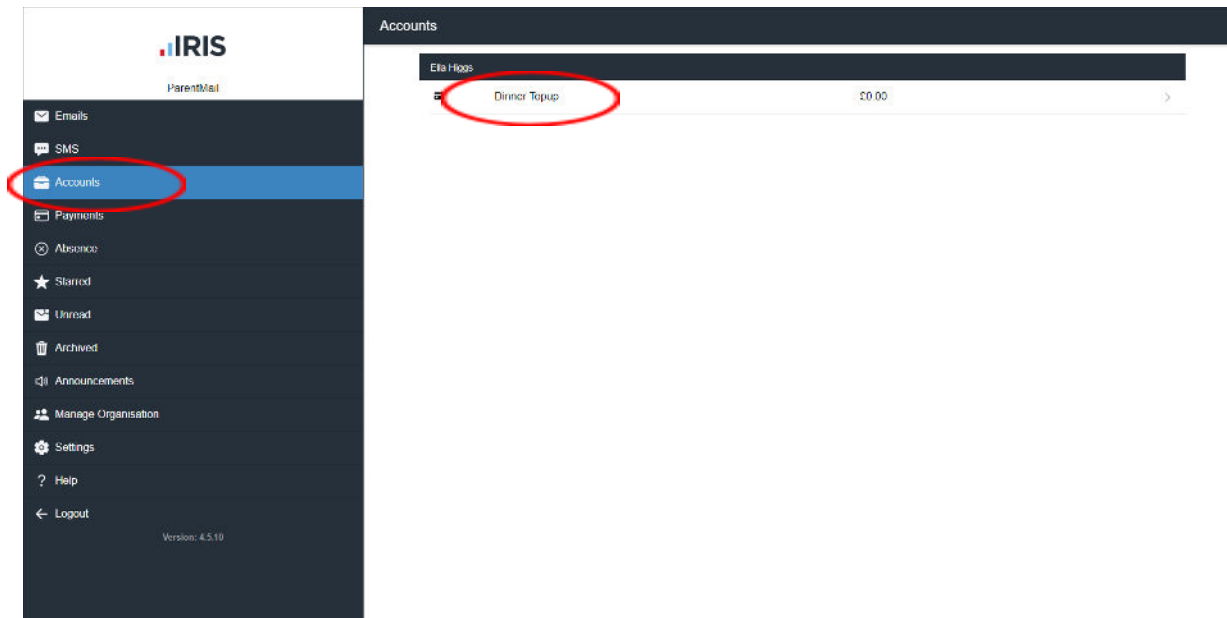 IRIS
ParentMail
Emails
SMS
Accounts
Payments
Absence
Starred
Unread
Archived
Announcements
Manage Organisation
Settings
? Help
Logout
Version: 4.5.10
Accounts
Ella Higgs
Dinner Topup £0.00